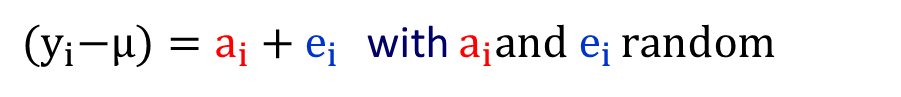 (yᵢ−μ) = aᵢ + eᵢ with aᵢand eᵢ random